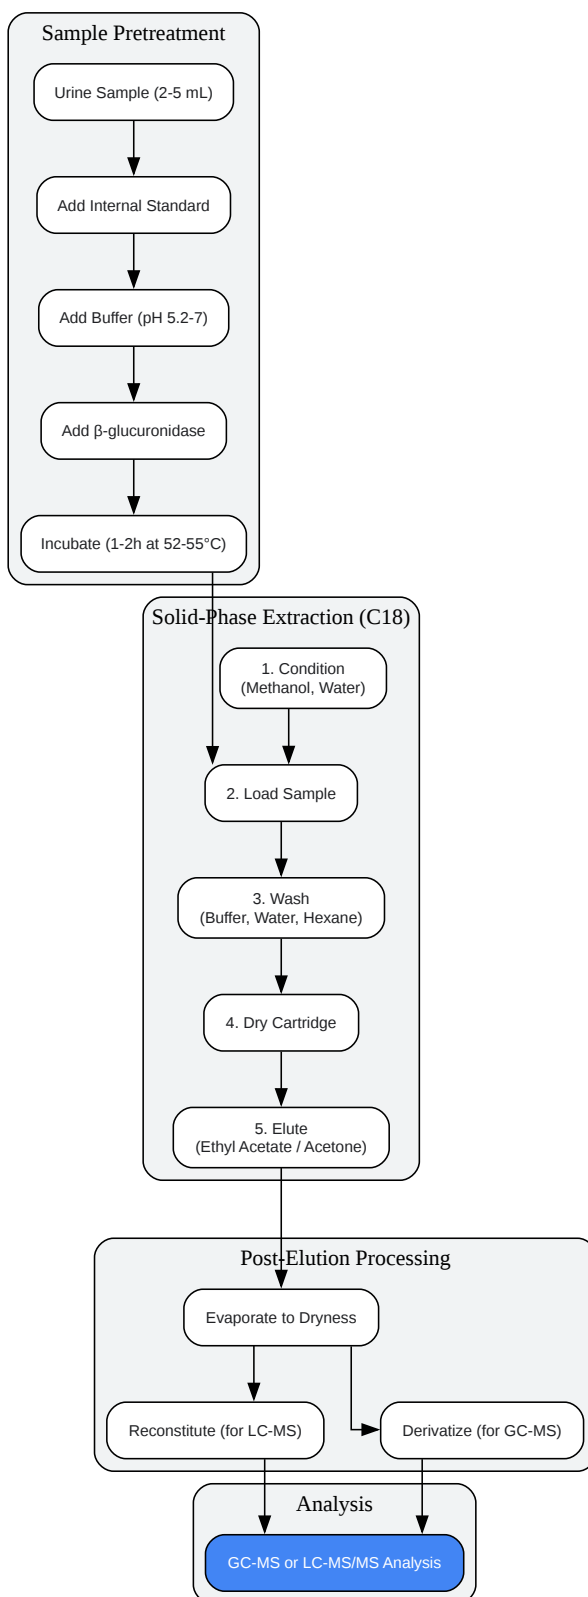 Sample Pretreatment
Urine Sample (2-5 mL)
Add Internal Standard
Add Buffer (pH 5.2-7)
Add β-glucuronidase
Incubate (1-2h at 52-55°C)
Solid-Phase Extraction (C18)
1. Condition
(Methanol, Water)
2. Load Sample
3. Wash
(Buffer, Water, Hexane)
4. Dry Cartridge
5. Elute
(Ethyl Acetate / Acetone)
Post-Elution Processing
Evaporate to Dryness
Reconstitute (for LC-MS)
Derivatize (for GC-MS)
Analysis
GC-MS or LC-MS/MS Analysis